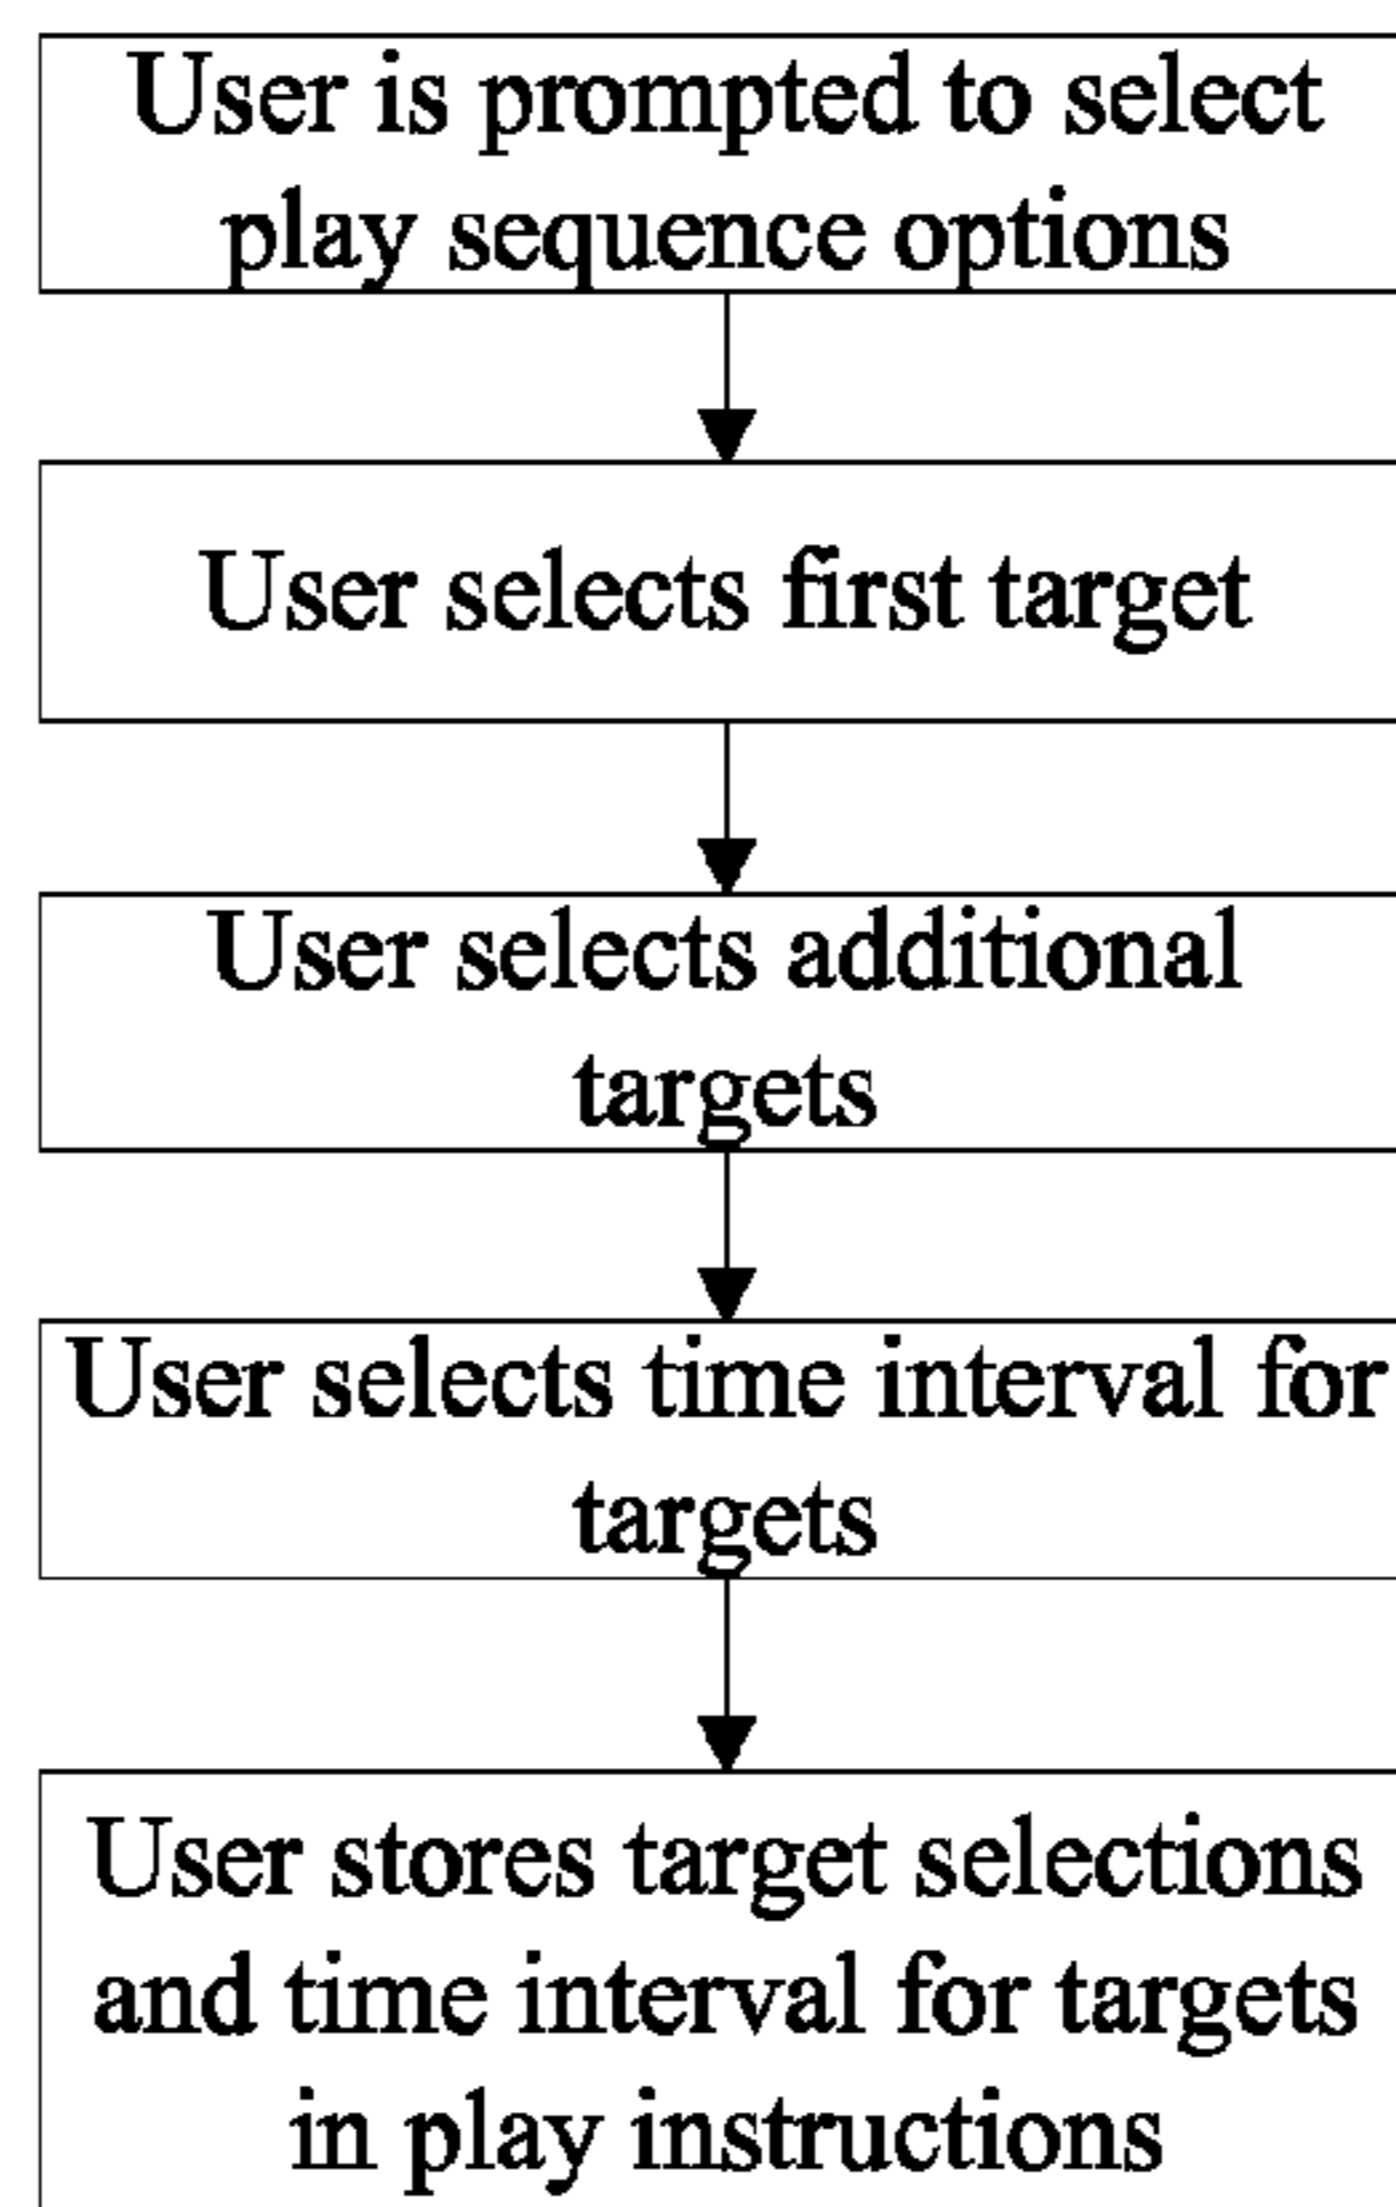 User is prompted to select
play sequence options
User selects first target
User selects additional
targets
User selects time interval for
targets
User stores target selections
and time interval for targets
in play instructions